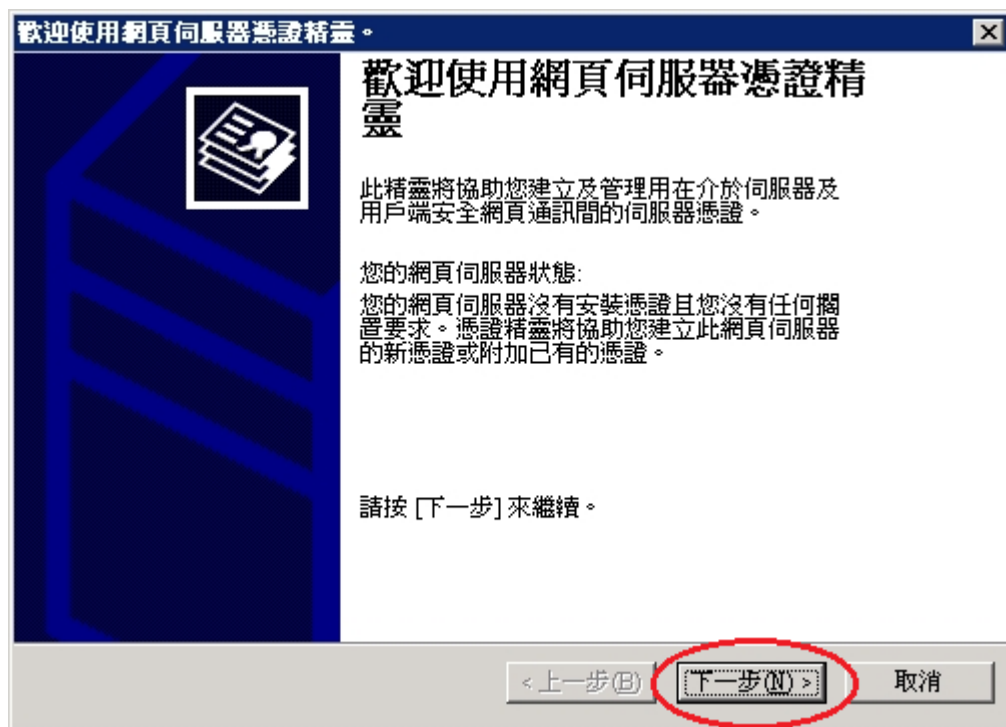 歡迎使用網頁伺服器憑證精靈。
歡迎使用網頁伺服器憑證精
靈
此精靈將協助您建立及管理用在介於伺服器及
用戶端安全網頁通訊間的伺服器憑證。
您的網頁伺服器狀態:
您的網頁伺服器沒有安裝憑證且您沒有任何擱
置要求。憑證精靈將協助您建立此網頁伺服器
的新憑證或附加已有的憑證。
請按 [下一步] 來繼續。
< 上一步(B) 下一步(N) > 取消